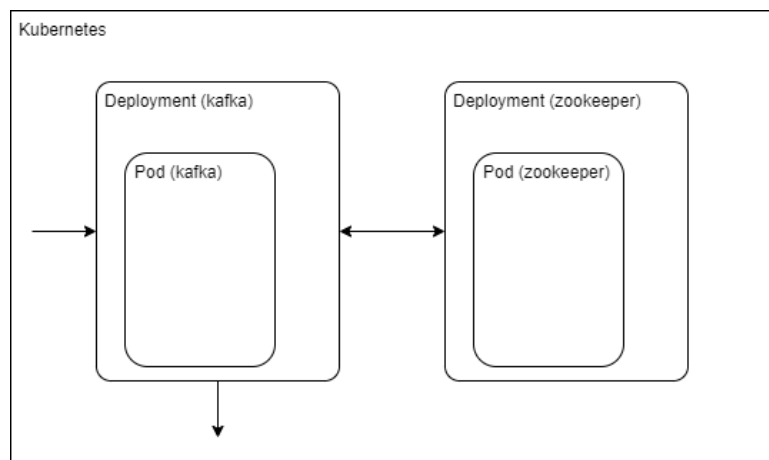 Kubernetes
Deployment (kafka)
Deployment (zookeeper)
Pod (kafka)
Pod (zookeeper)